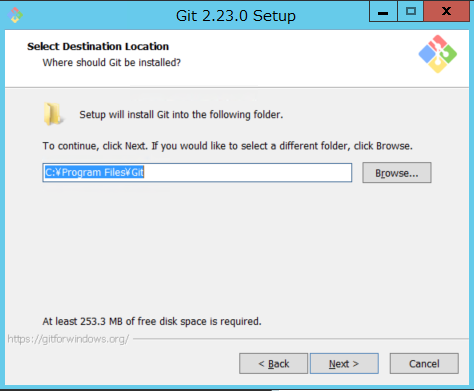 Git 2.23.0 Setup
Select Destination Location
Where should Git be installed?
Setup will install Git into the following folder.
To continue, click Next. If you would like to select a different folder, click Browse.
C:¥Program Files¥Git
Browse...
At least 253.3 MB of free disk space is required.
https://gitforwindows.org/
< Back
Next >
Cancel